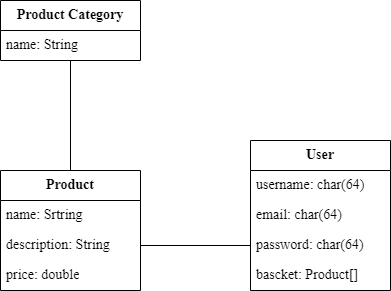 Product Category
name: String
Product
name: Srtring
description: String
price: double
User
username: char(64)
email: char(64)
password: char(64)
bascket: Product[]